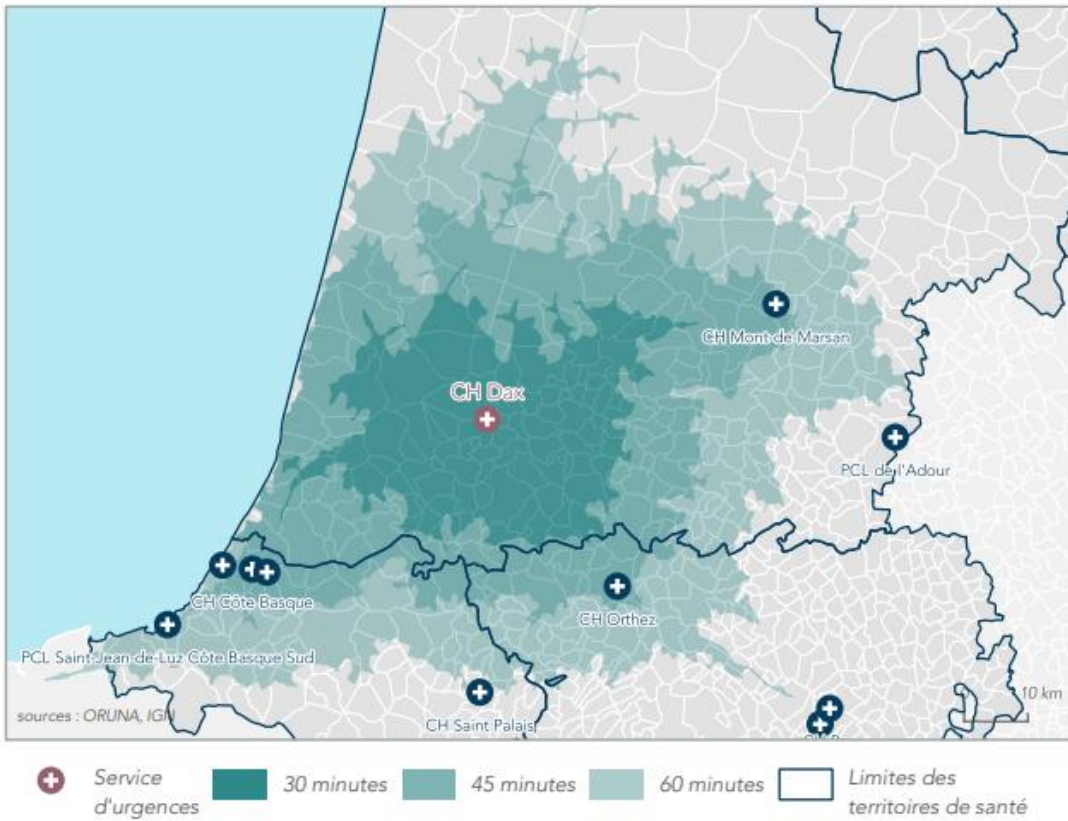 CH Mont-de-Marsan
CH Dax
PCL de l'Adour
CH Côte Basque
CH Orthez
PCL Saint-Jean-de-Luz Côte Basque Sud
10 km
sources : ORUNA, IGN
CH Saint Palais
Service
d'urgences
30 minutes
45 minutes
60 minutes
Limites des
territoires de santé